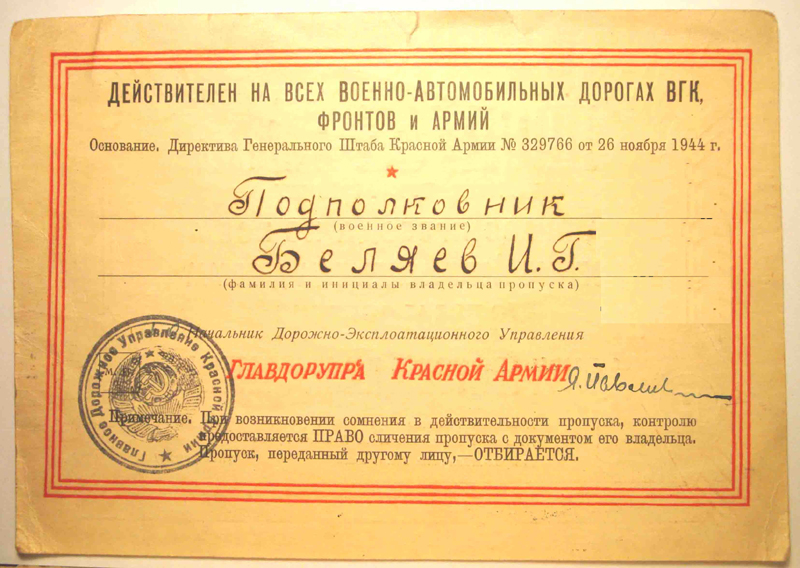 ДЕЙСТВИТЕЛЕН НА ВСЕХ ВОЕННО-АВТОМОБИЛЬНЫХ ДОРОГАХ ВГК,
ФРОНТОВ и АРМИЙ
Основание. Директива Генерального Штаба Красной Армии № 329766 от 26 ноября 1944 г.
Подполковник
(военное звание)
Беляев И.Г.
(фамилия и инициалы владельца пропуска)
Начальник Дорожно-Эксплоатационного Управления
ГЛАВДОРУПР'А КРАСНОЙ АРМИИ
Главное Дорожное Управление Красной Армии
Примечание. При возникновении сомнения в действительности пропуска, контролю
предоставляется ПРАВО сличения пропуска с документом его владельца.
Пропуск, переданный другому лицу,—ОТБИРАЕТСЯ.